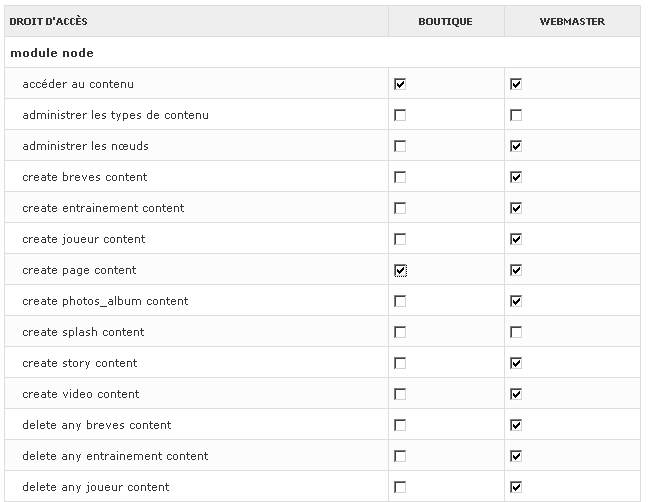 DROIT D'ACCÈS BOUTIQUE WEBMASTER
module node
accéder au contenu
administrer les types de contenu
administrer les nœuds
create breves content
create entrainement content
create joueur content
create page content
create photos_album content
create splash content
create story content
create video content
delete any breves content
delete any entrainement content
delete any joueur content